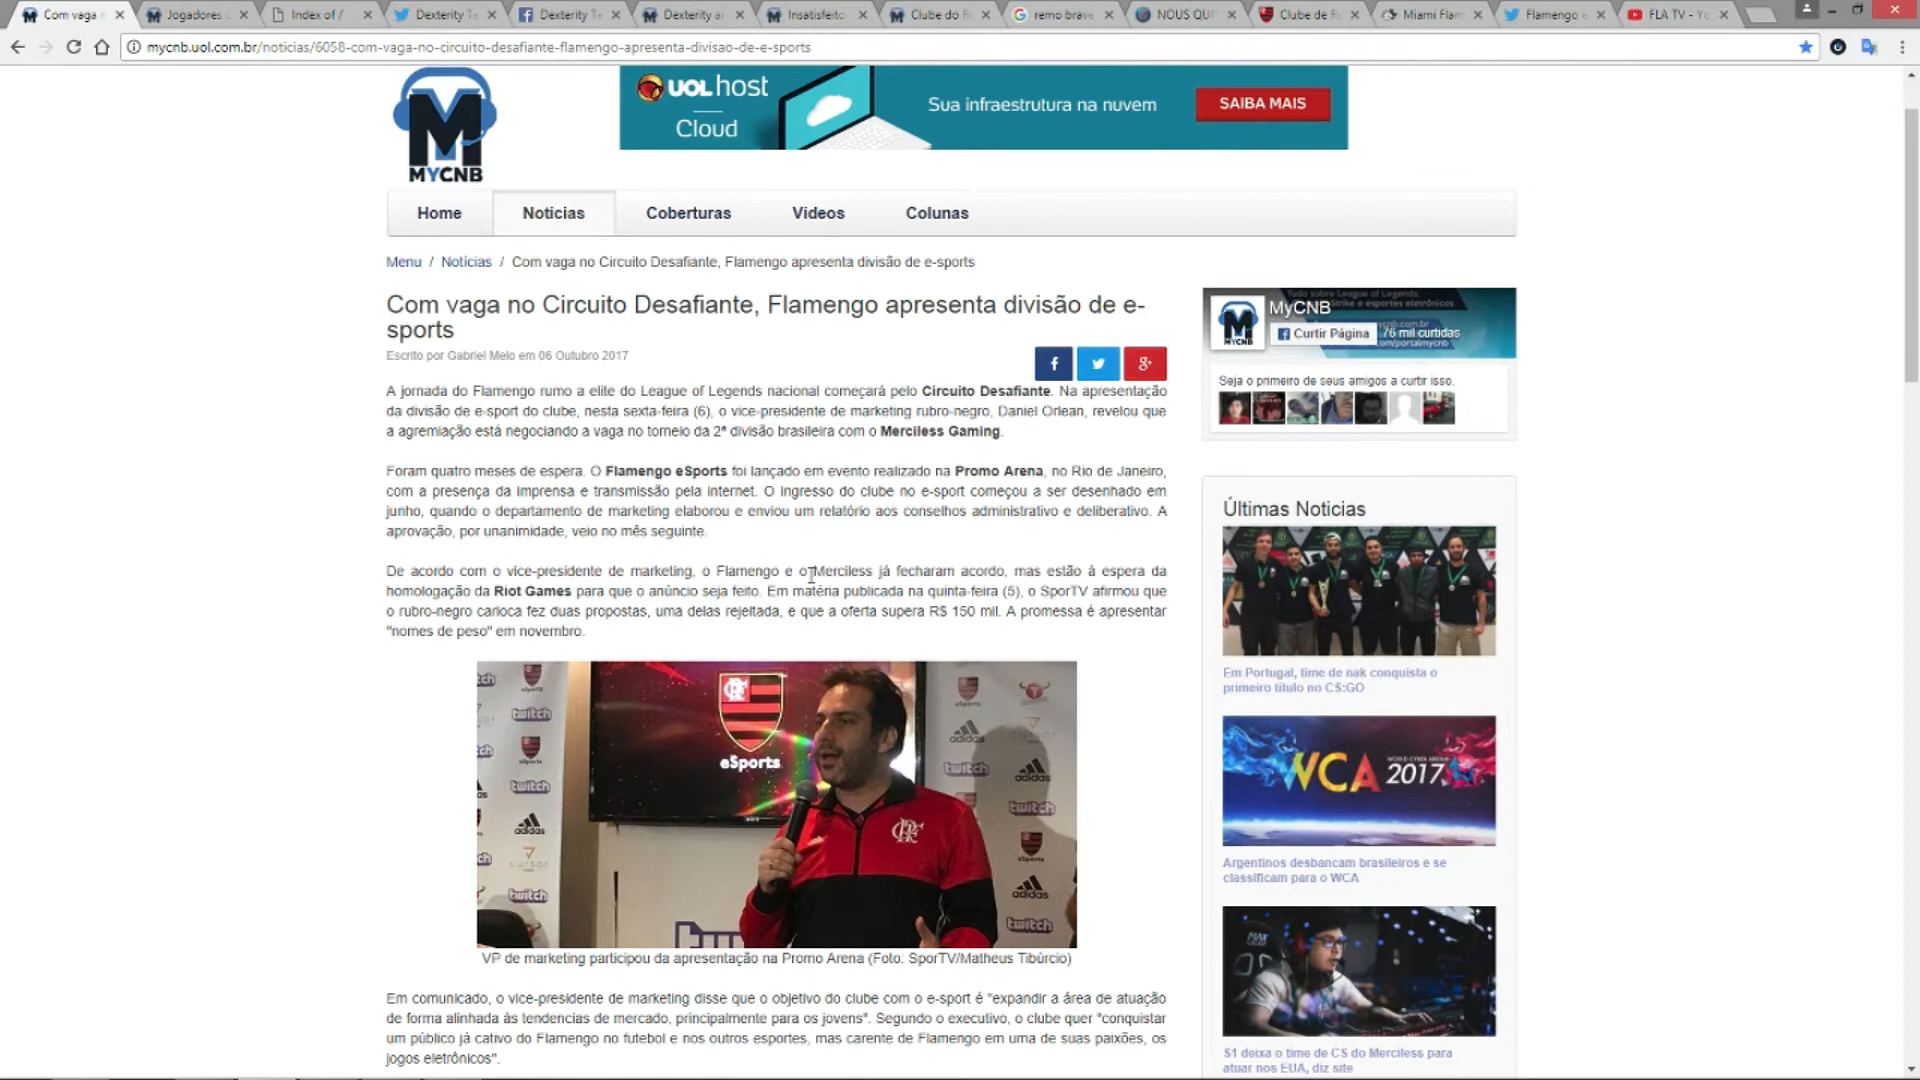 Com vaga
Jogadores
Index of /
Dexterity Te
Dexterity Te
Dexterity a
Insatisfeito
Clube do R
remo brave
NOUS QUI
Clube de R
Miami Flam
Flamengo e
FLA TV - Yo
mycnb.uol.com.br/noticias/6058-com-vaga-no-circuito-desafiante-flamengo-apresenta-divisao-de-e-sports
MYCNB
UOL host
Cloud
Sua infraestrutura na nuvem
SAIBA MAIS
Home
Notícias
Coberturas
Vídeos
Colunas
Menu / Notícias / Com vaga no Circuito Desafiante, Flamengo apresenta divisão de e-sports
Com vaga no Circuito Desafiante, Flamengo apresenta divisão de e-
sports
Escrito por Gabriel Melo em 06 Outubro 2017
A jornada do Flamengo rumo a elite do League of Legends nacional começará pelo Circuito Desafiante. Na apresentação
da divisão de e-sport do clube, nesta sexta-feira (6), o vice-presidente de marketing rubro-negro, Daniel Orlean, revelou que
a agremiação está negociando a vaga no torneio da 2ª divisão brasileira com o Merciless Gaming.
Foram quatro meses de espera. O Flamengo eSports foi lançado em evento realizado na Promo Arena, no Rio de Janeiro,
com a presença da imprensa e transmissão pela internet. O ingresso do clube no e-sport começou a ser desenhado em
junho, quando o departamento de marketing elaborou e enviou um relatório aos conselhos administrativo e deliberativo. A
aprovação, por unanimidade, veio no mês seguinte.
De acordo com o vice-presidente de marketing, o Flamengo e o Merciless já fecharam acordo, mas estão à espera da
homologação da Riot Games para que o anúncio seja feito. Em matéria publicada na quinta-feira (5), o SporTV afirmou que
o rubro-negro carioca fez duas propostas, uma delas rejeitada, e que a oferta supera R$ 150 mil. A promessa é apresentar
"nomes de peso" em novembro.
eSports
twitch
adidas
cursor
VP de marketing participou da apresentação na Promo Arena (Foto: SporTV/Matheus Tibúrcio)
Em comunicado, o vice-presidente de marketing disse que o objetivo do clube com o e-sport é "expandir a área de atuação
de forma alinhada às tendencias de mercado, principalmente para os jovens". Segundo o executivo, o clube quer "conquistar
um público já cativo do Flamengo no futebol e nos outros esportes, mas carente de Flamengo em uma de suas paixões, os
jogos eletrônicos".
MyCNB
Curtir Página
76 mil curtidas
Seja o primeiro de seus amigos a curtir isso.
Últimas Noticias
Em Portugal, time de nak conquista o
primeiro título no CS:GO
WCA
WORLD CYBER ARENA
2017
Argentinos desbancam brasileiros e se
classificam para o WCA
S1 deixa o time de CS do Merciless para
atuar nos EUA, diz site